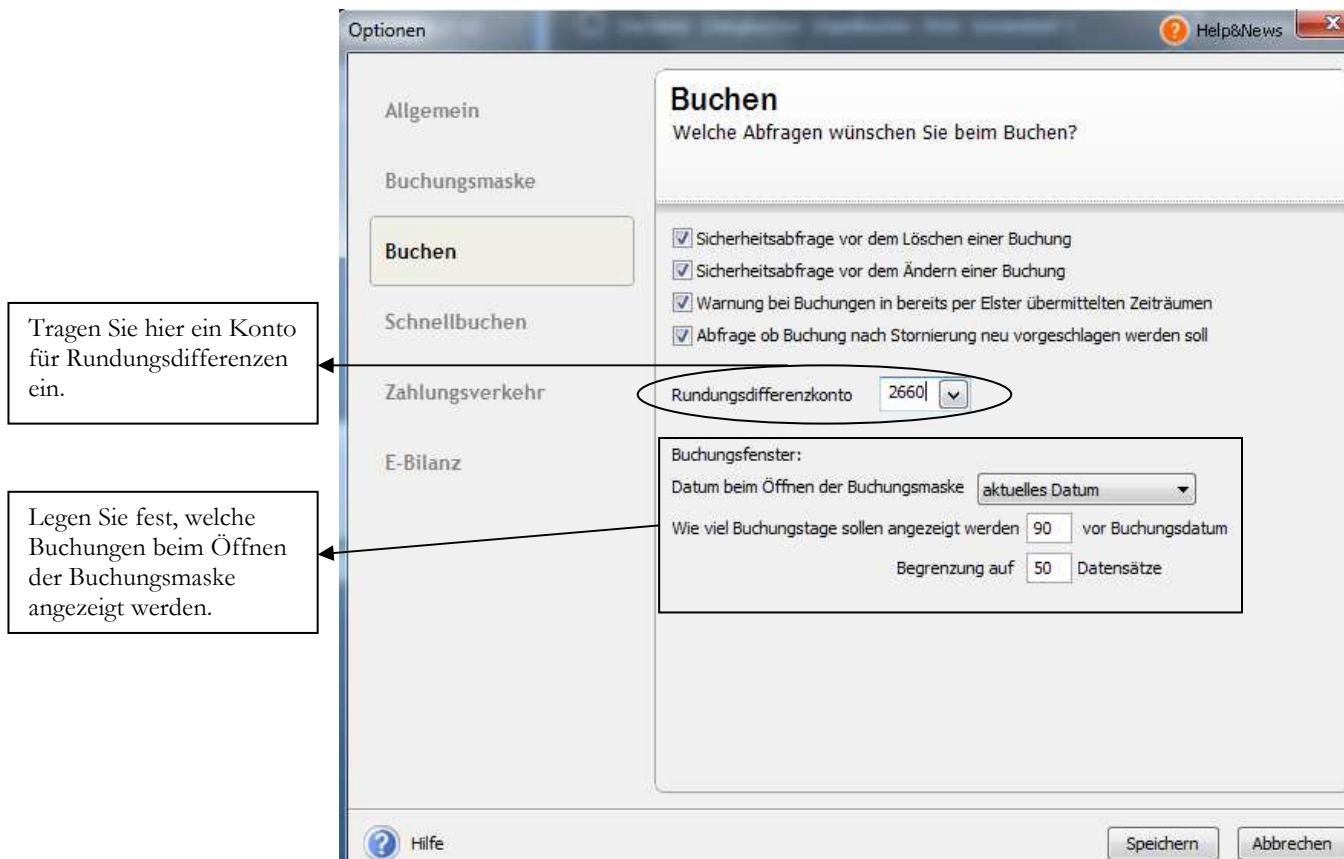 Optionen
Help&News
Allgemein
Buchungsmaske
Buchen
Schnellbuchen
Zahlungsverkehr
E-Bilanz
Buchen
Welche Abfragen wünschen Sie beim Buchen?
Sicherheitsabfrage vor dem Löschen einer Buchung
Sicherheitsabfrage vor dem Ändern einer Buchung
Warnung bei Buchungen in bereits per Elster übermittelten Zeiträumen
Abfrage ob Buchung nach Stornierung neu vorgeschlagen werden soll
Rundungsdifferenzkonto 2660
Buchungsfenster:
Datum beim Öffnen der Buchungsmaske aktuelles Datum
Wie viel Buchungstage sollen angezeigt werden 90 vor Buchungsdatum
Begrenzung auf 50 Datensätze
Tragen Sie hier ein Konto
für Rundungsdifferenzen
ein.
Legen Sie fest, welche
Buchungen beim Öffnen
der Buchungsmaske
angezeigt werden.
Hilfe
Speichern
Abbrechen